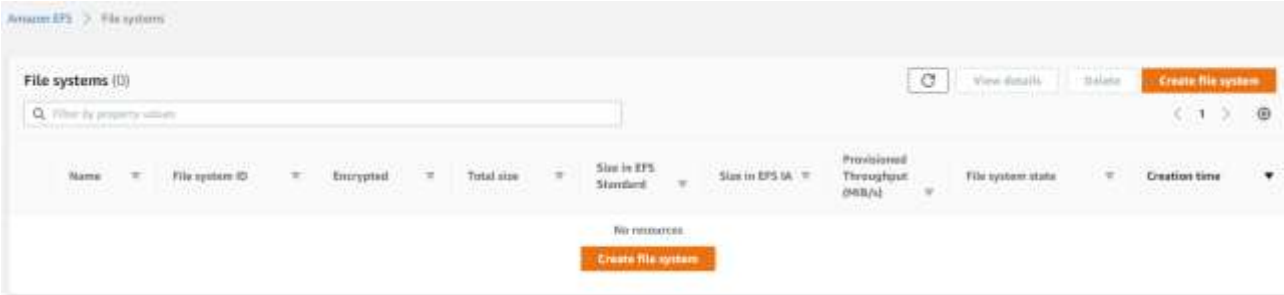 Amazon EFS > File systems
File systems (0)
View details
Delete
Create file system
Filter by property values
< 1 >
Name
File system ID
Encrypted
Total size
Size in EFS
Standard
Size in EFS IA
Provisioned
Throughput
(MiB/s)
File system state
Creation time
No resources
Create file system